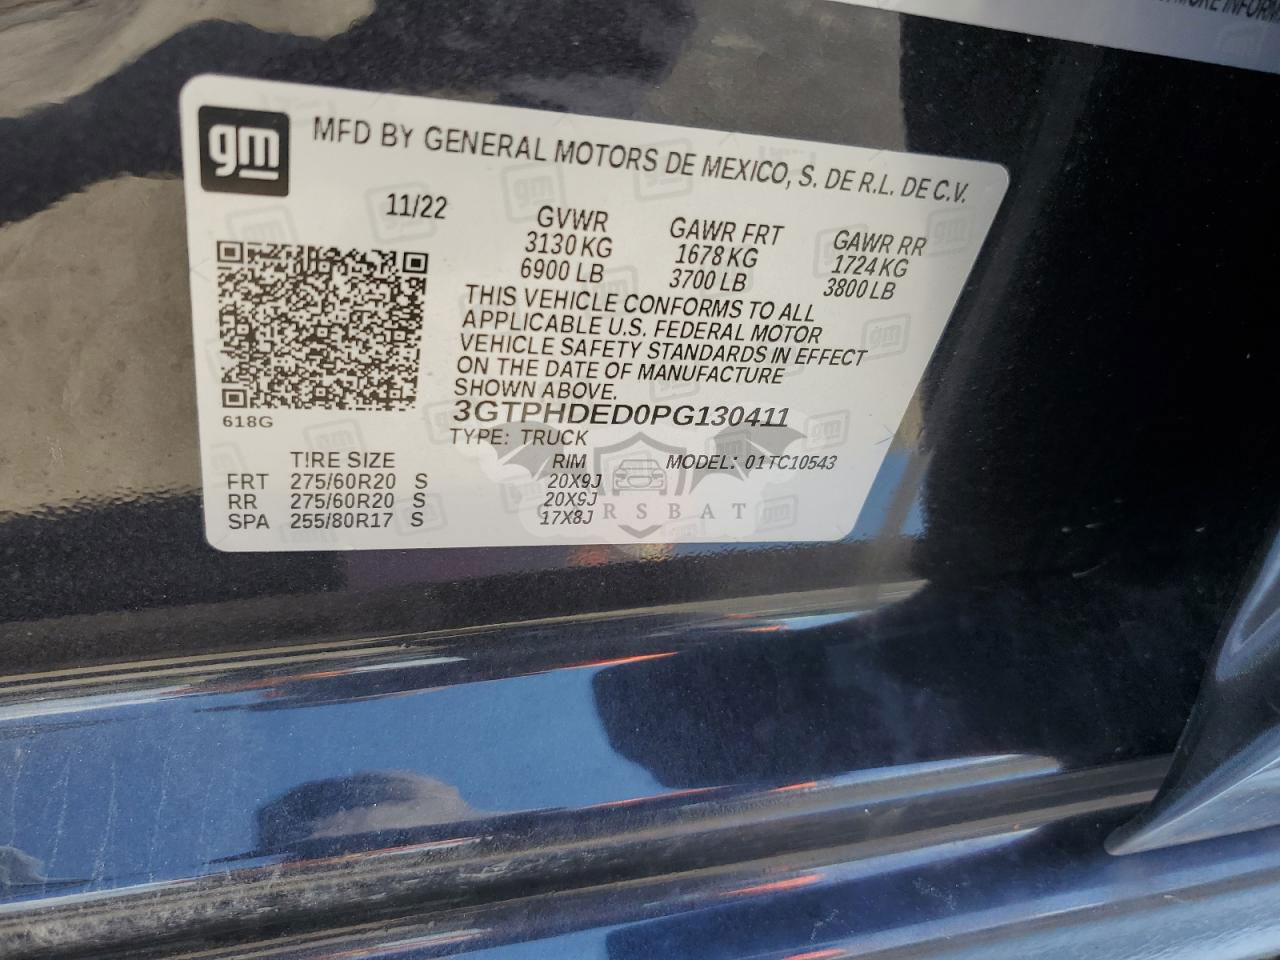 MORE INFORM
gm
MFD BY GENERAL MOTORS DE MEXICO, S. DE R.L. DE C.V.
11/22
GVWR GAWR FRT GAWR RR
3130 KG 1678 KG 1724 KG
6900 LB 3700 LB 3800 LB
THIS VEHICLE CONFORMS TO ALL
APPLICABLE U.S. FEDERAL MOTOR
VEHICLE SAFETY STANDARDS IN EFFECT
ON THE DATE OF MANUFACTURE
SHOWN ABOVE.
3GTPHDED0PG130411
618G
TYPE: TRUCK
TIRE SIZE RIM MODEL: 01TC10543
FRT 275/60R20 S 20X9J
RR 275/60R20 S 20X9J
SPA 255/80R17 S 17X8J
CARSBAT